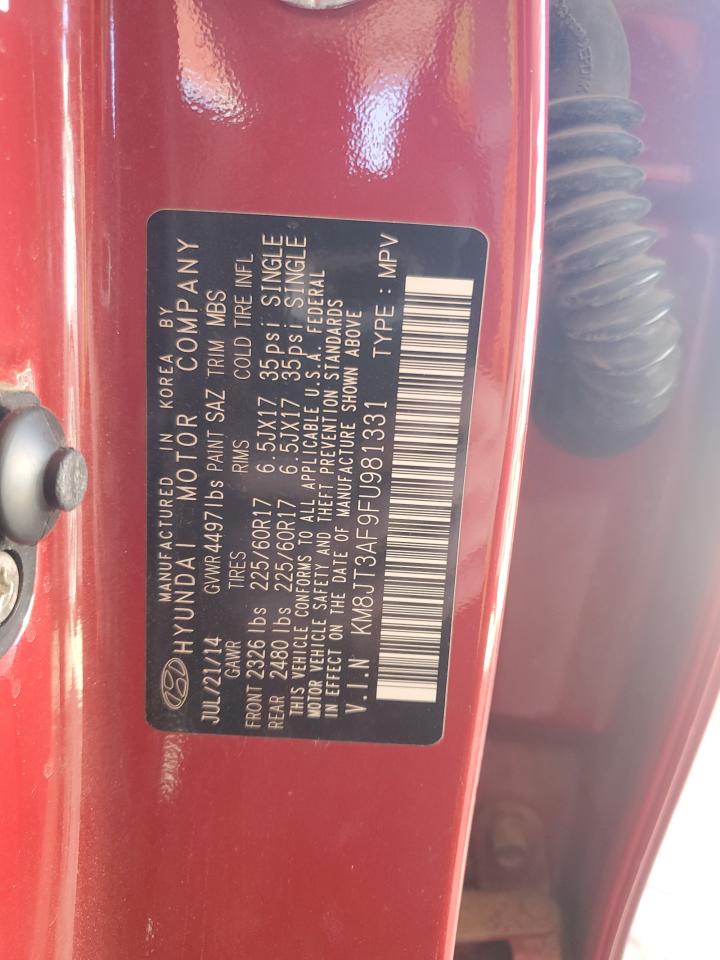 MANUFACTURED IN KOREA BY
HYUNDAI MOTOR COMPANY
JUL/21/14 GVWR 4497 lbs PAINT SAZ TRIM MBS
GAWR TIRES RIMS COLD TIRE INFL
FRONT 2326 lbs 225/60R17 6.5JX17 35psi SINGLE
REAR 2480 lbs 225/60R17 6.5JX17 35psi SINGLE
THIS VEHICLE CONFORMS TO ALL APPLICABLE U.S.A. FEDERAL
MOTOR VEHICLE SAFETY AND THEFT PREVENTION STANDARDS
IN EFFECT ON THE DATE OF MANUFACTURE SHOWN ABOVE
V.I.N KM8JT3AF9FU981331 TYPE : MPV